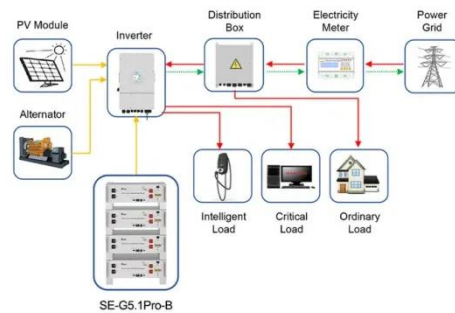 PV Module
Inverter
Distribution
Box
Electricity
Meter
Power
Grid
Alternator
Intelligent
Load
Critical
Load
Ordinary
Load
SE-G5.1Pro-B